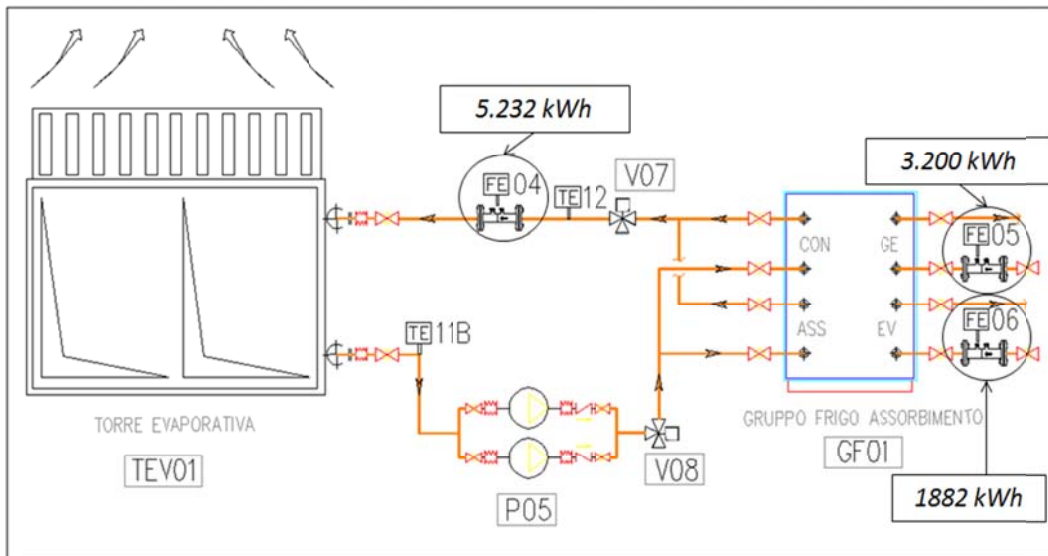 5.232 kWh
3.200 kWh
FE 04
TE 12
V07
FE 05
CON
GE
FE 06
ASS
EV
TE 11B
TORRE EVAPORATIVA
TEV01
P05
V08
GRUPPO FRIGO ASSORBIMENTO
GF01
1882 kWh